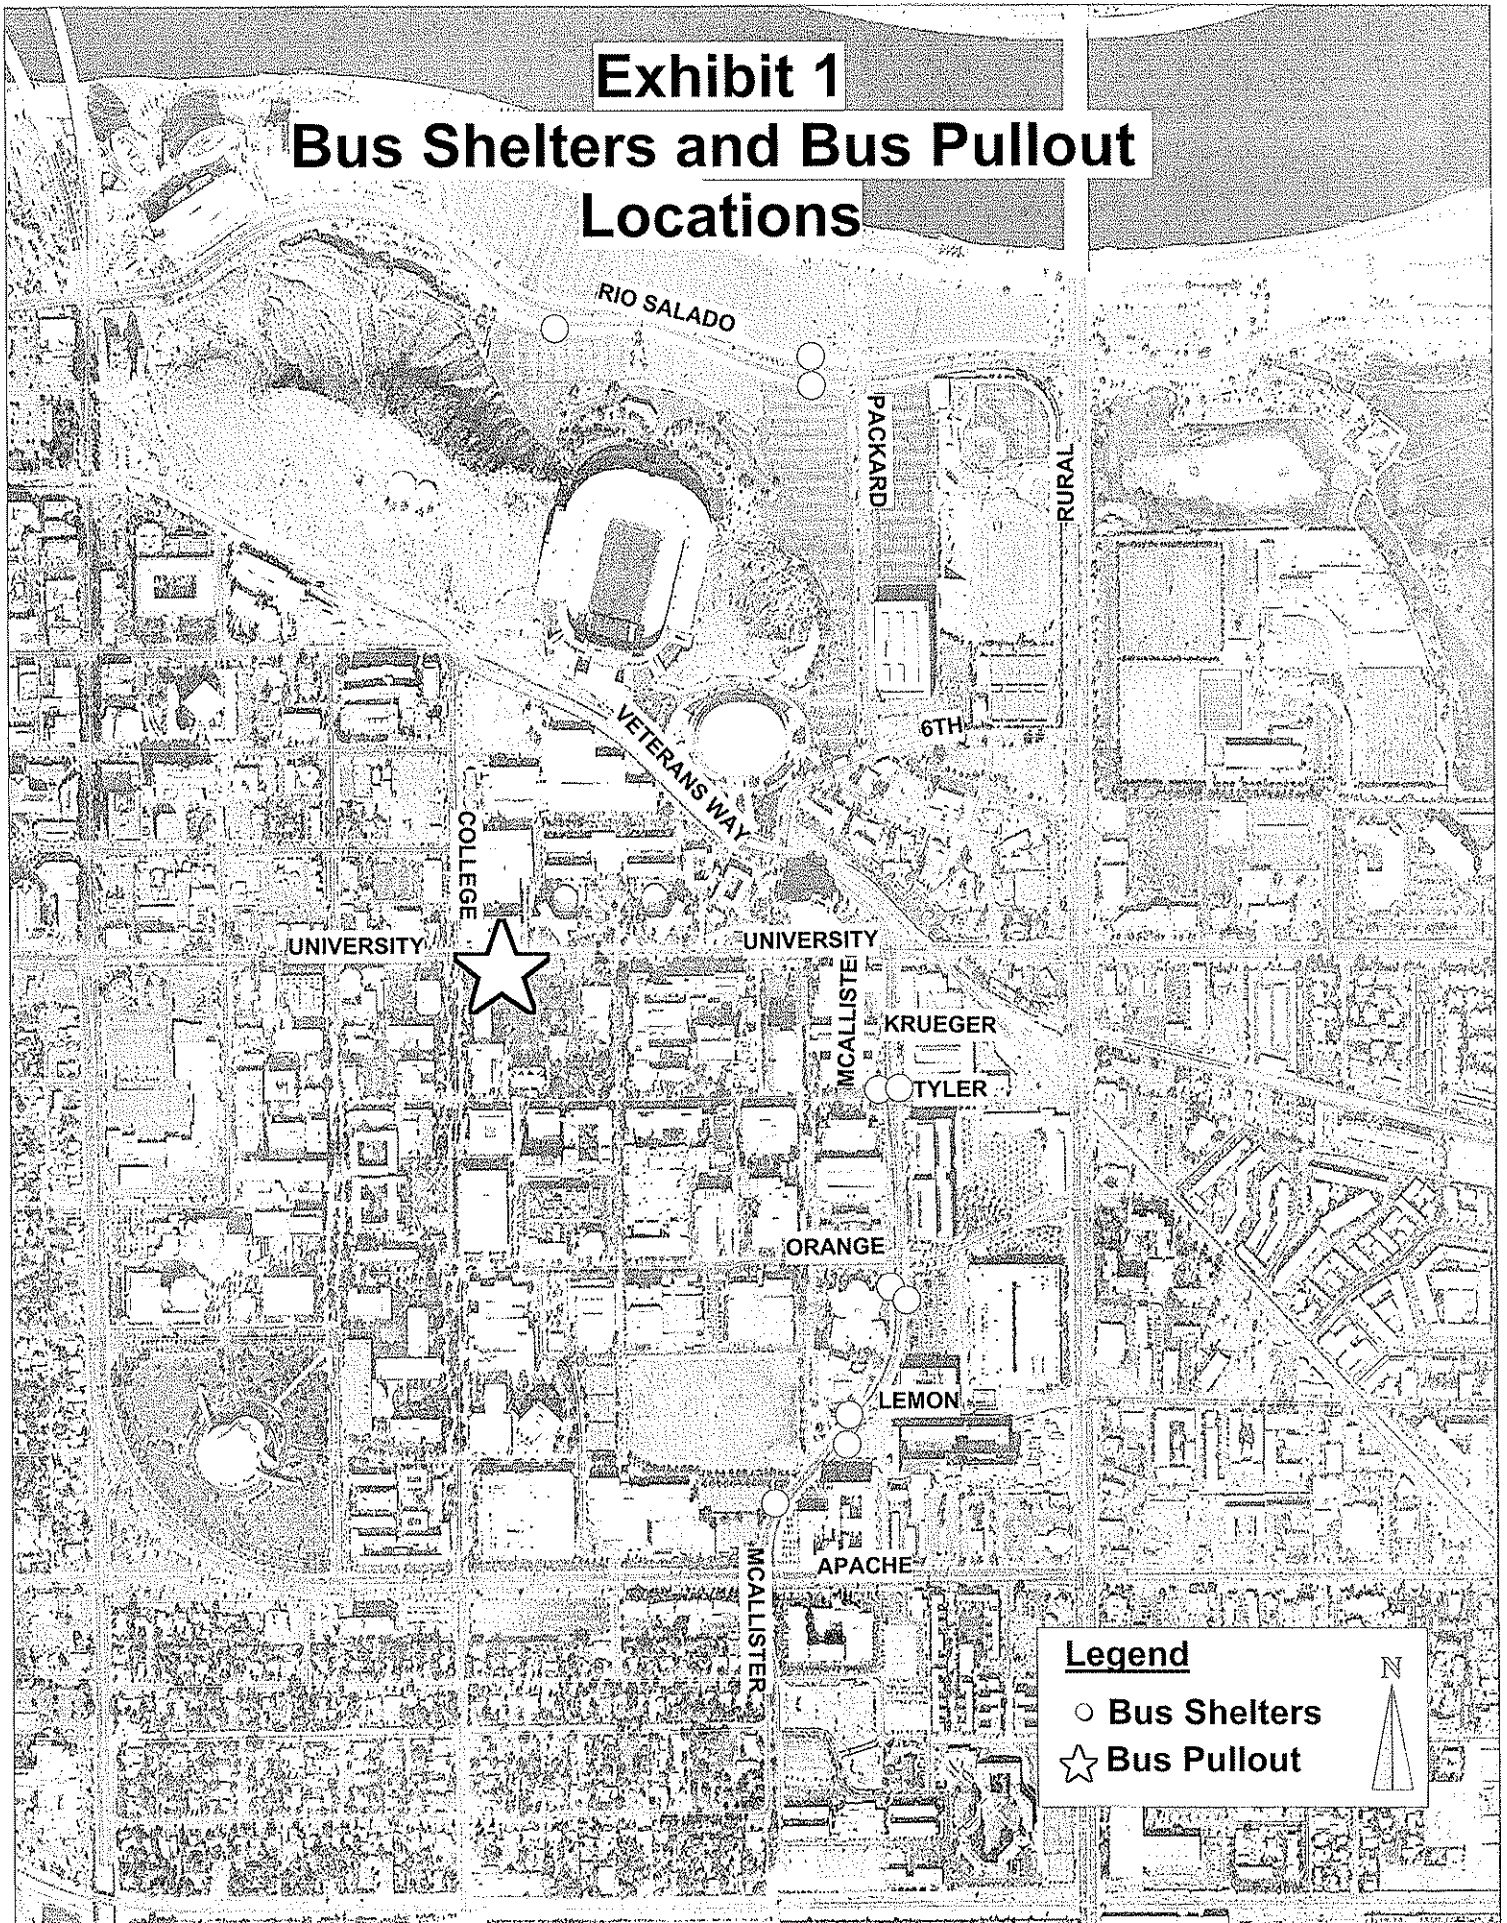 Exhibit 1
Bus Shelters and Bus Pullout
Locations
RIO SALADO
PACKARD
RURAL
6TH
VETERANS WAY
COLLEGE
UNIVERSITY
UNIVERSITY
MCALLISTE
KRUEGER
TYLER
ORANGE
LEMON
APACHE
MCALLISTER
Legend
N
Bus Shelters
Bus Pullout